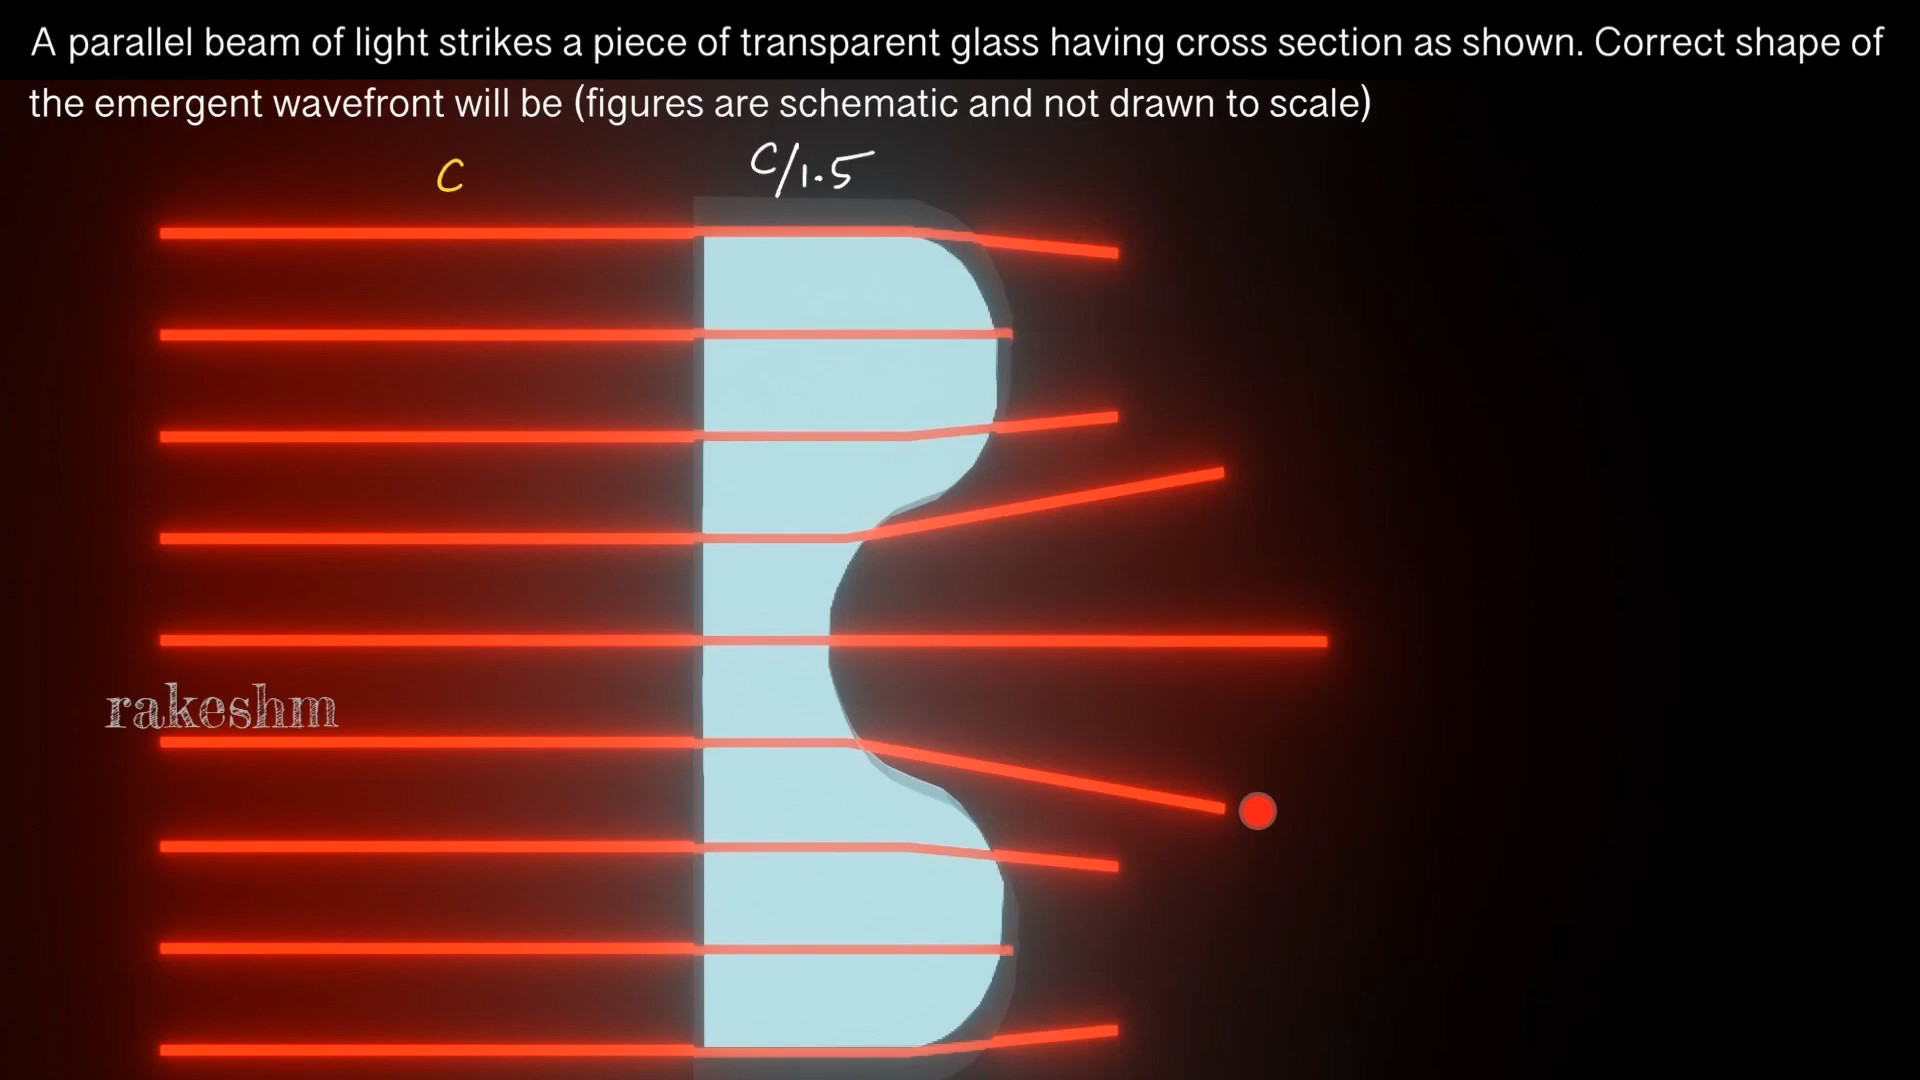 A parallel beam of light strikes a piece of transparent glass having cross section as shown. Correct shape of
the emergent wavefront will be (figures are schematic and not drawn to scale)
C
C/1.5
rakeshm